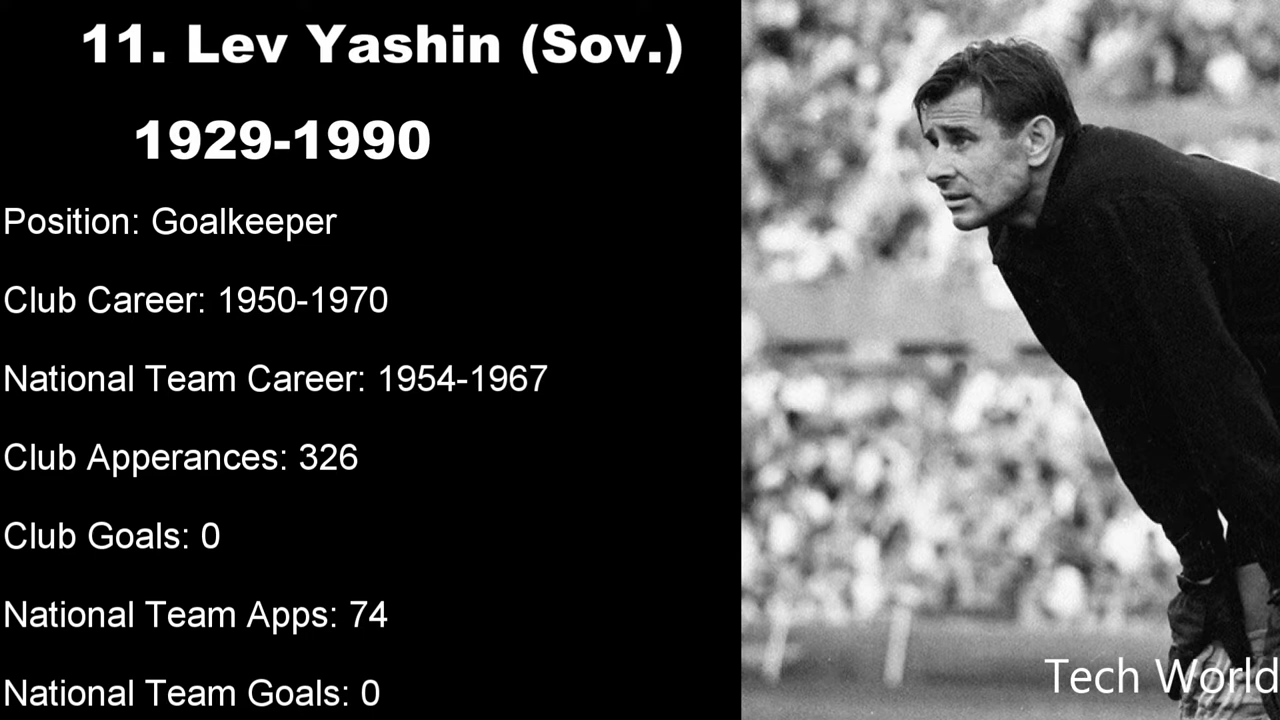 11. Lev Yashin (Sov.)
1929-1990
Position: Goalkeeper
Club Career: 1950-1970
National Team Career: 1954-1967
Club Apperances: 326
Club Goals: 0
National Team Apps: 74
National Team Goals: 0
Tech World